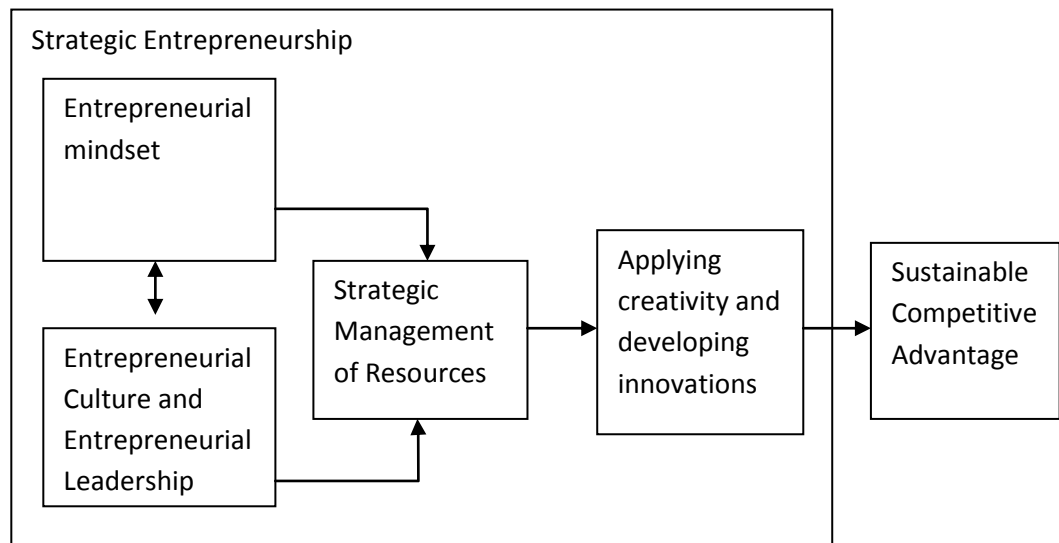 Strategic Entrepreneurship
Entrepreneurial
mindset
Entrepreneurial
Culture and
Entrepreneurial
Leadership
Strategic
Management
of Resources
Applying
creativity and
developing
innovations
Sustainable
Competitive
Advantage